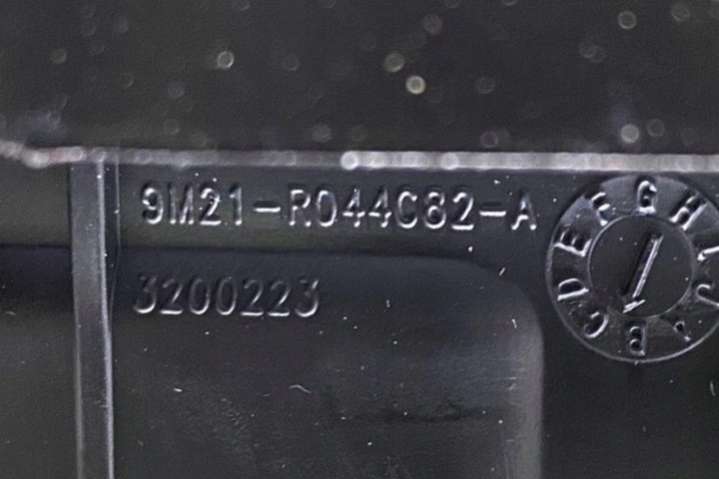 9M21-R044C82-A
3200223
B C D E F G H I J